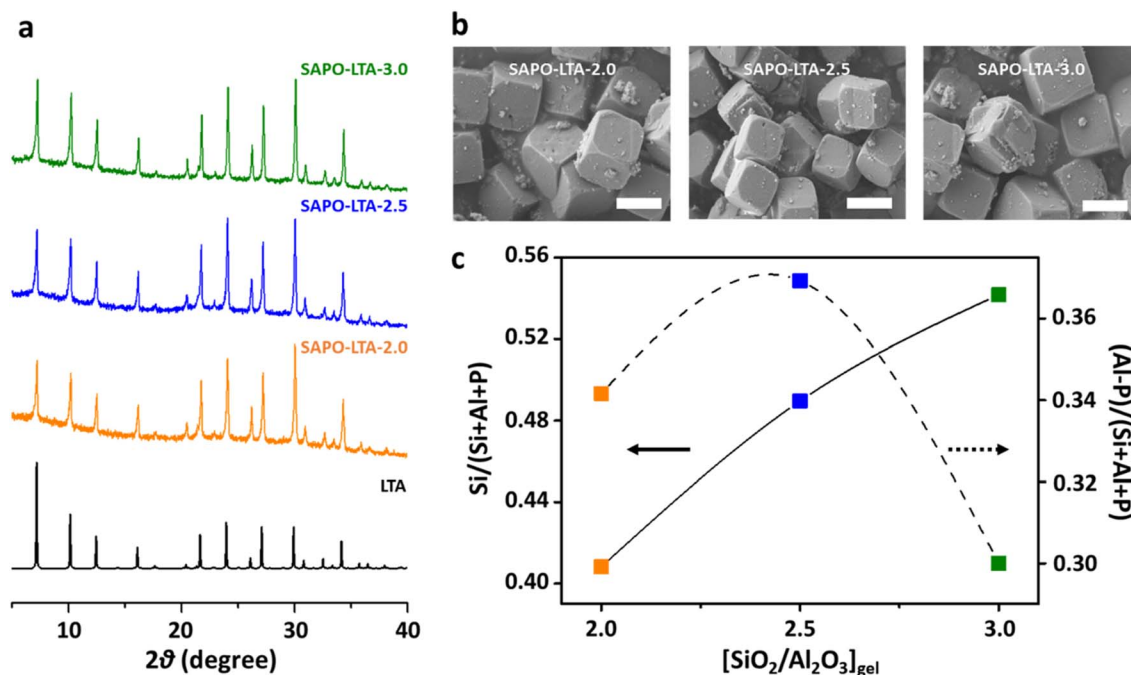 a
SAPO-LTA-3.0
SAPO-LTA-2.5
SAPO-LTA-2.0
LTA
10
20
30
40
2ϑ (degree)
b
SAPO-LTA-2.0
SAPO-LTA-2.5
SAPO-LTA-3.0
c
Si/(Si+Al+P)
0.56
0.52
0.48
0.44
0.40
0.36
0.34
0.32
0.30
(Al-P)/(Si+Al+P)
2.0
2.5
3.0
[SiO₂/Al₂O₃]gel